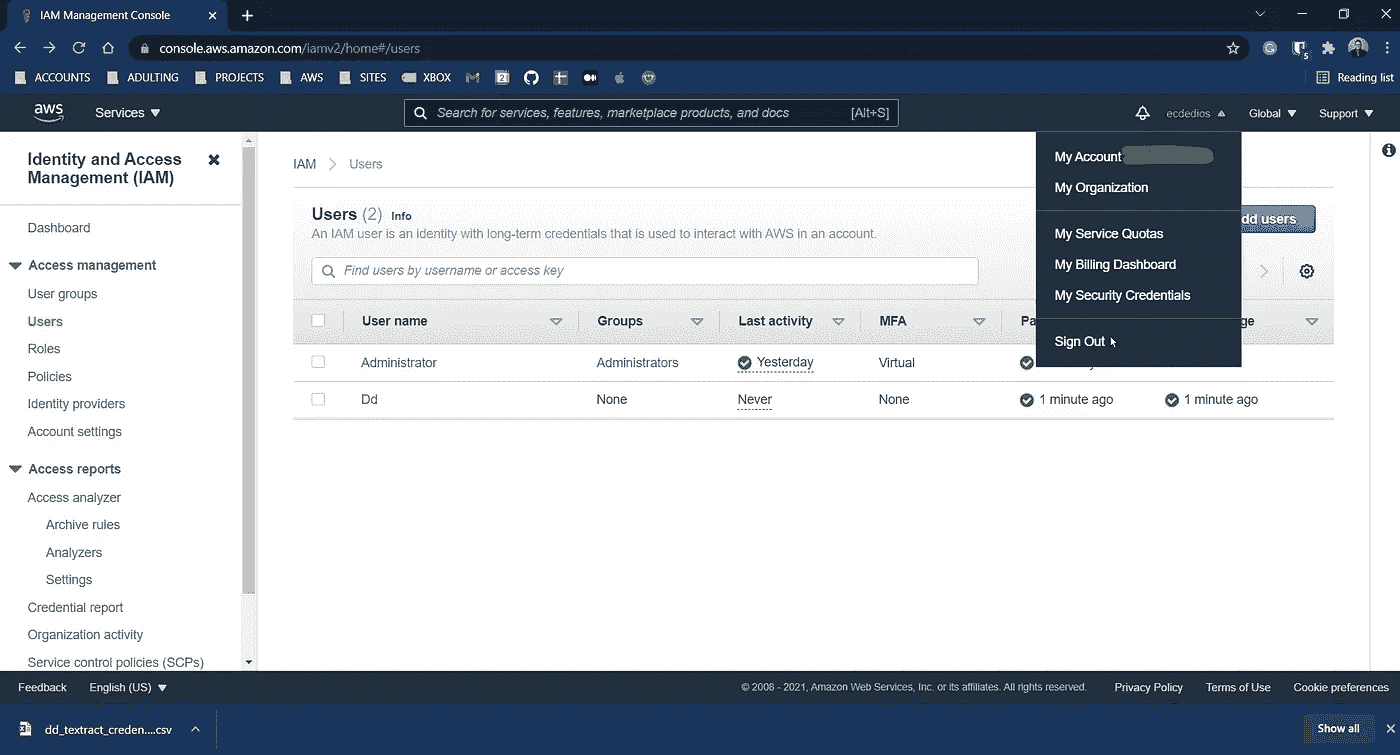 IAM Management Console
console.aws.amazon.com/iamv2/home#/users
5
ACCOUNTS ADULTING PROJECTS AWS SITES XBOX
Reading list
aws Services Search for services, features, marketplace products, and docs [Alt+S] ecdedios Global Support
Identity and Access
Management (IAM)
Dashboard
Access management
User groups
Users
Roles
Policies
Identity providers
Account settings
Access reports
Access analyzer
Archive rules
Analyzers
Settings
Credential report
Organization activity
Service control policies (SCPs)
IAM Users
Users (2) Info
An IAM user is an identity with long-term credentials that is used to interact with AWS in an account.
Find users by username or access key
User name Groups Last activity MFA
Administrator Administrators Yesterday Virtual
Dd None Never None 1 minute ago 1 minute ago
My Account
My Organization
My Service Quotas
My Billing Dashboard
My Security Credentials
Sign Out
users
Feedback English (US) © 2008 - 2021, Amazon Web Services, Inc. or its affiliates. All rights reserved. Privacy Policy Terms of Use Cookie preferences
dd_textract_creden....csv Show all